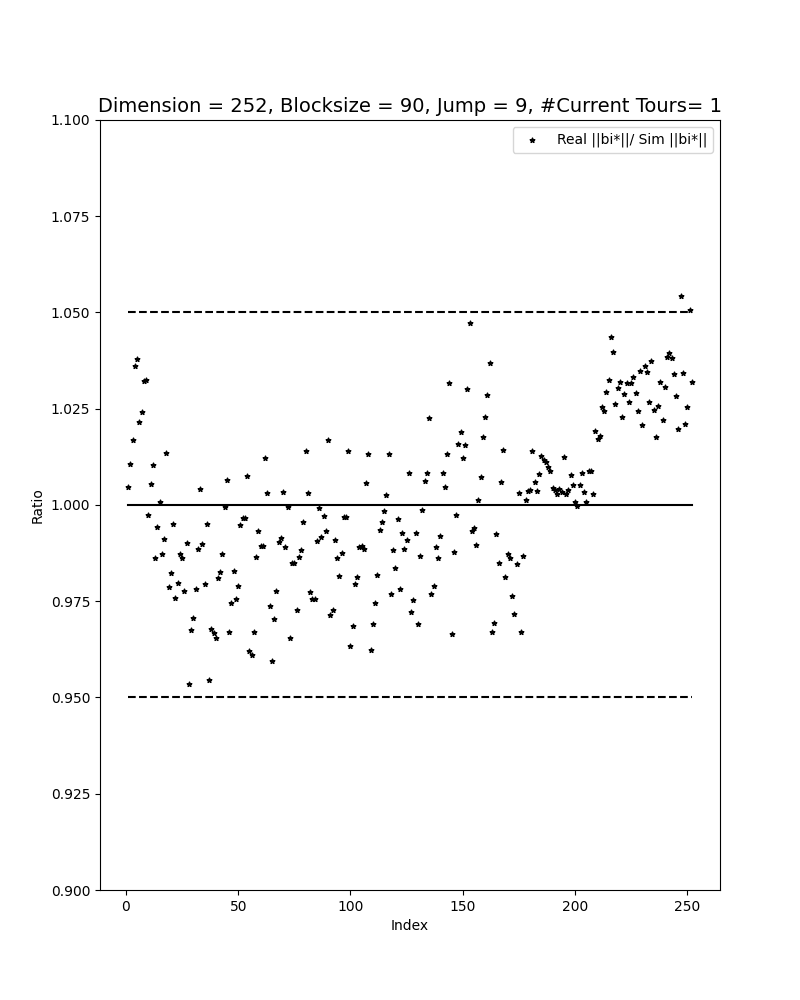 Dimension = 252, Blocksize = 90, Jump = 9, #Current Tours= 1
1.100
1.075
1.050
1.025
1.000
0.975
0.950
0.925
0.900
Ratio
Real ||bi*||/ Sim ||bi*||
0 50 100 150 200 250
Index